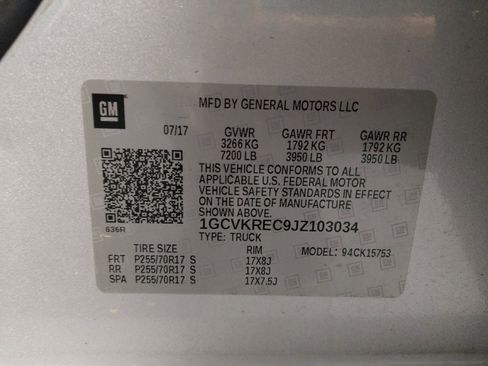 GM
MFD BY GENERAL MOTORS LLC
07/17 GVWR GAWR FRT GAWR RR
3266 KG 1792 KG 1792 KG
7200 LB 3950 LB 3950 LB
THIS VEHICLE CONFORMS TO ALL
APPLICABLE U.S. FEDERAL MOTOR
VEHICLE SAFETY STANDARDS IN EFFECT
ON THE DATE OF MANUFACTURE
SHOWN ABOVE
1GCVKREC9JZ103034
636R TYPE: TRUCK
TIRE SIZE RIM MODEL: 94CK15753
FRT P255/70R17 S 17X8J
RR P255/70R17 S 17X8J
SPA P255/70R17 S 17X7.5J